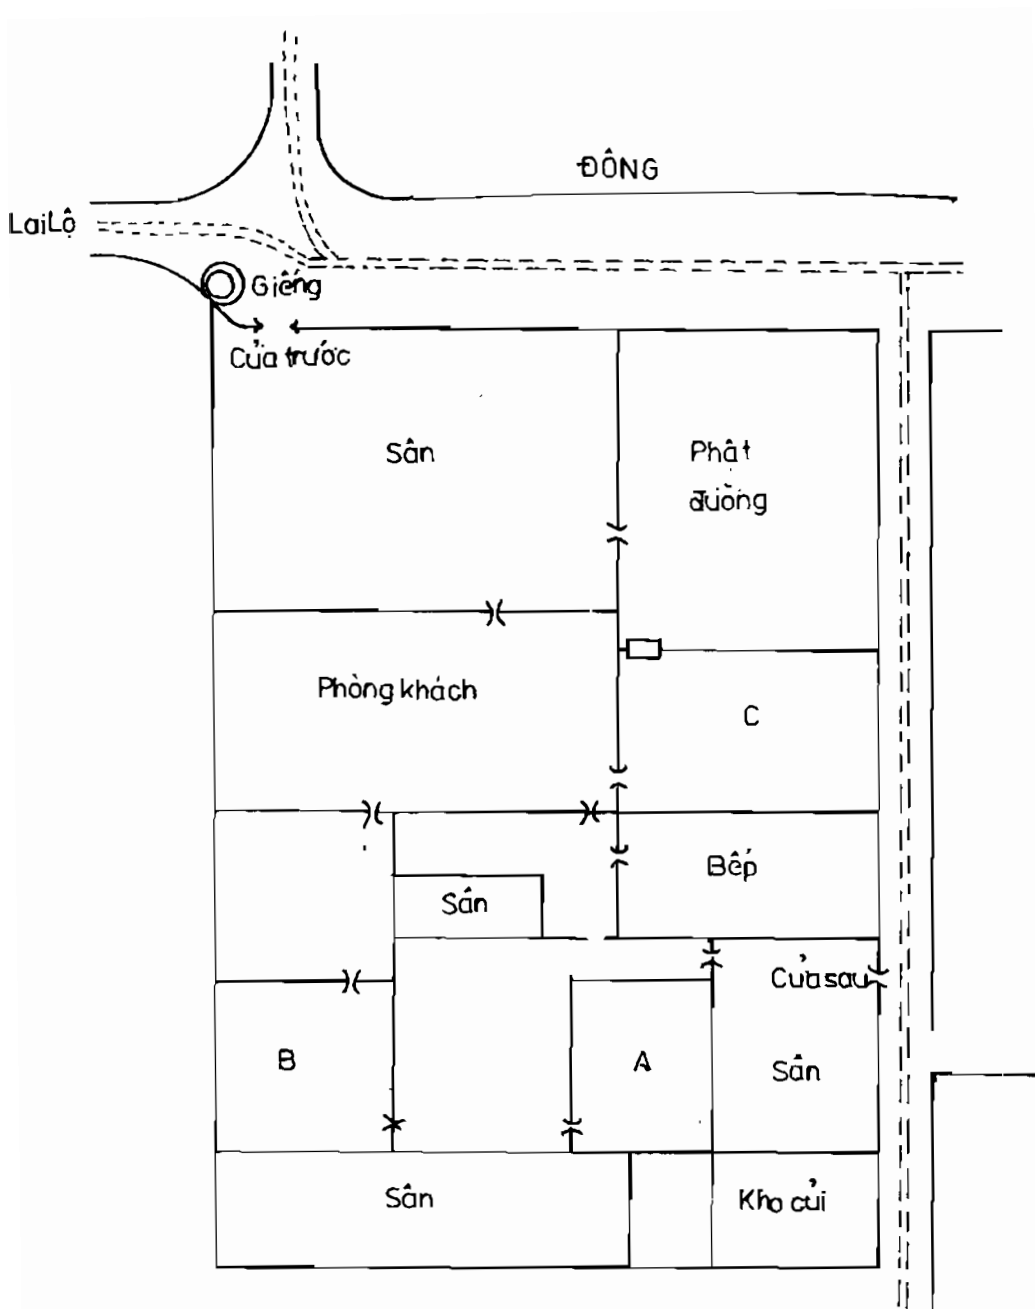 ĐÔNG
Lai Lộ
Giếng
Cửa trước
Sân
Phật
đường
Phòng khách
C
Bếp
Sân
Cửa sau
B
A
Sân
Sân
Kho củi